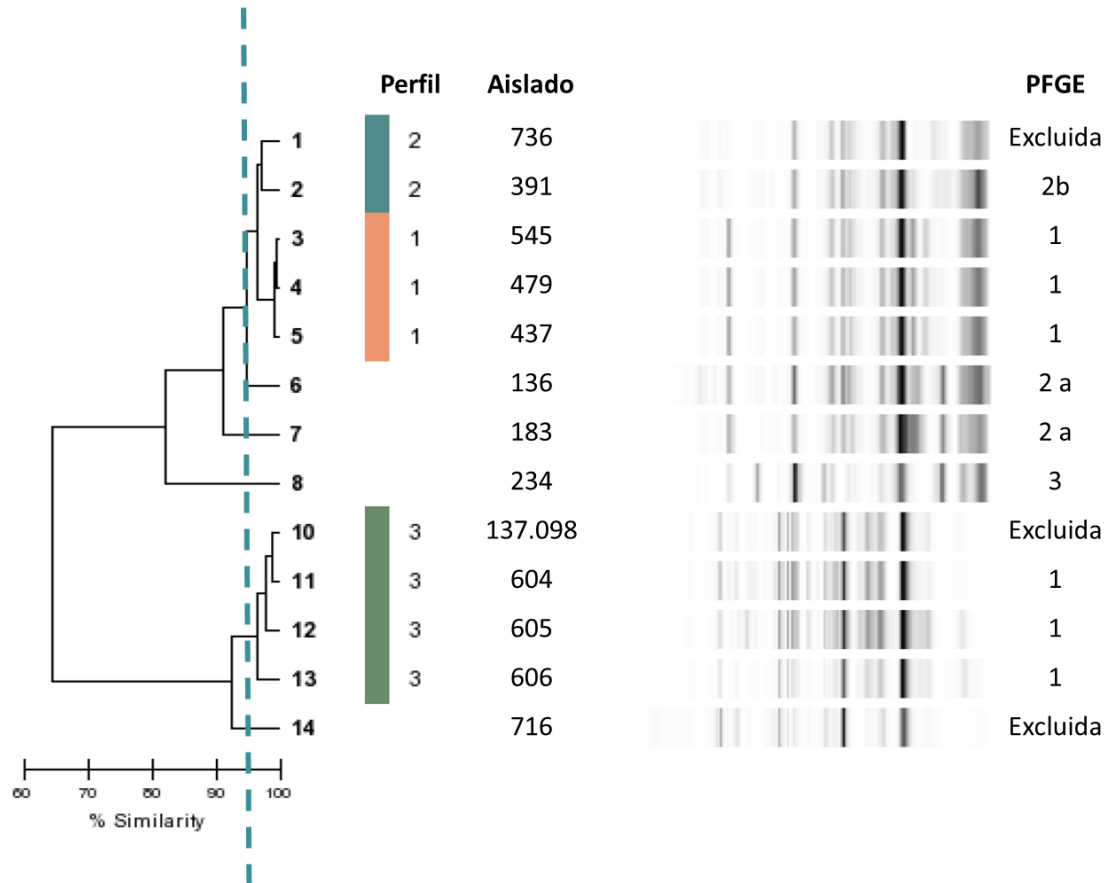 Perfil Aislado PFGE
1 2 736 Excluida
2 2 391 2b
3 1 545 1
4 1 479 1
5 1 437 1
6 136 2 a
7 183 2 a
8 234 3
10 3 137.098 Excluida
11 3 604 1
12 3 605 1
13 3 606 1
14 716 Excluida
60 70 80 90 100
% Similarity